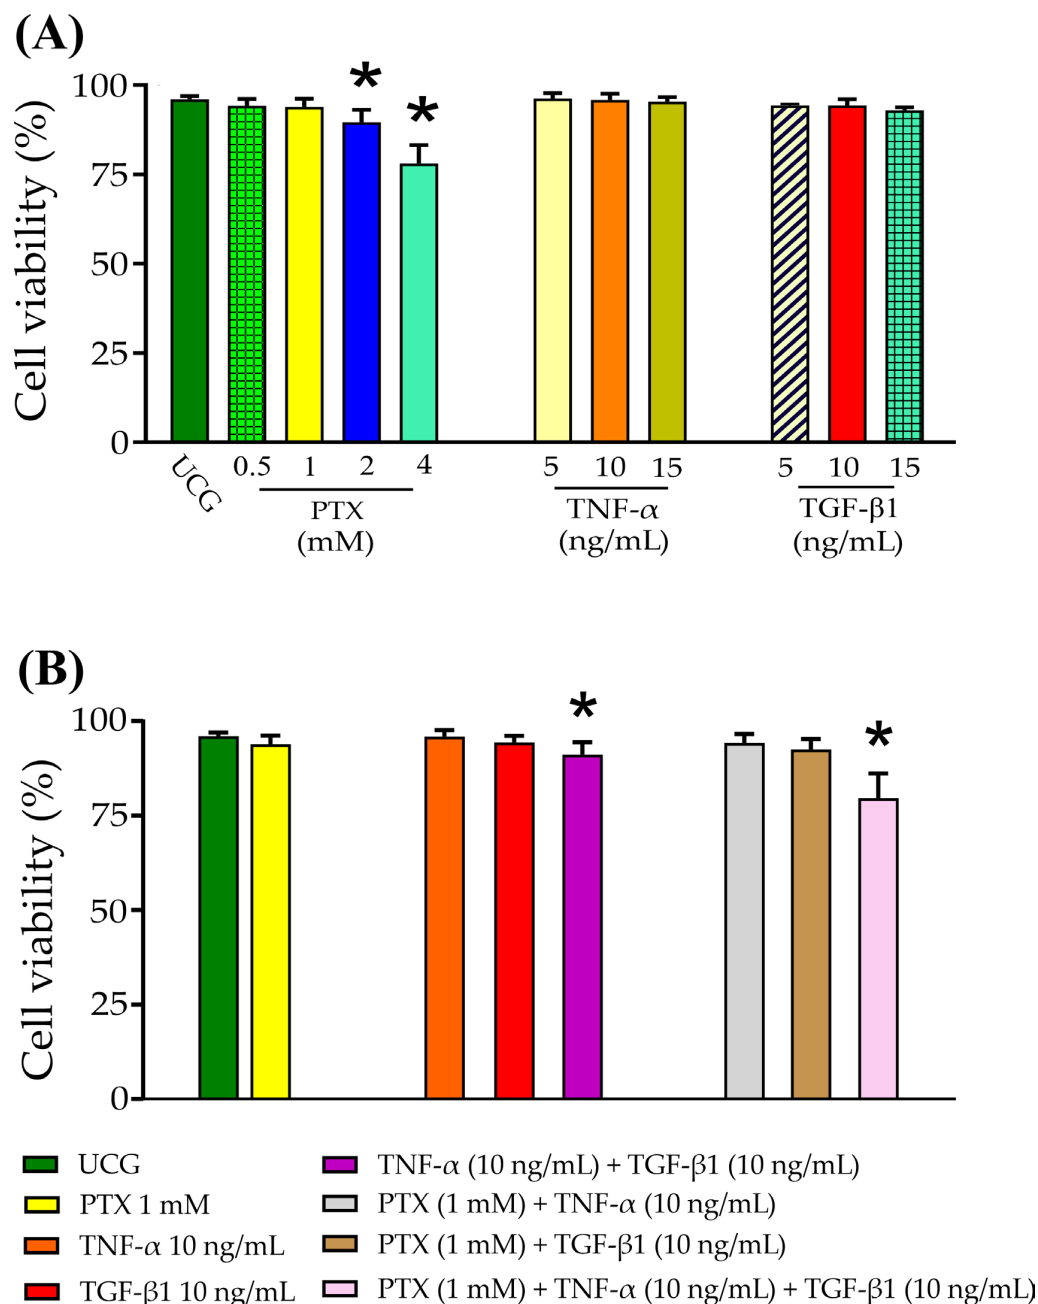 (A)
Cell viability (%)
100
75
50
25
0
* *
UCG 0.5 1 2 4 5 10 15 5 10 15
PTX
(mM)
TNF-α
(ng/mL)
TGF-β1
(ng/mL)
(B)
Cell viability (%)
100
75
50
25
0
* *
UCG
PTX 1 mM
TNF-α 10 ng/mL
TGF-β1 10 ng/mL
TNF-α (10 ng/mL) + TGF-β1 (10 ng/mL)
PTX (1 mM) + TNF-α (10 ng/mL)
PTX (1 mM) + TGF-β1 (10 ng/mL)
PTX (1 mM) + TNF-α (10 ng/mL) + TGF-β1 (10 ng/mL)